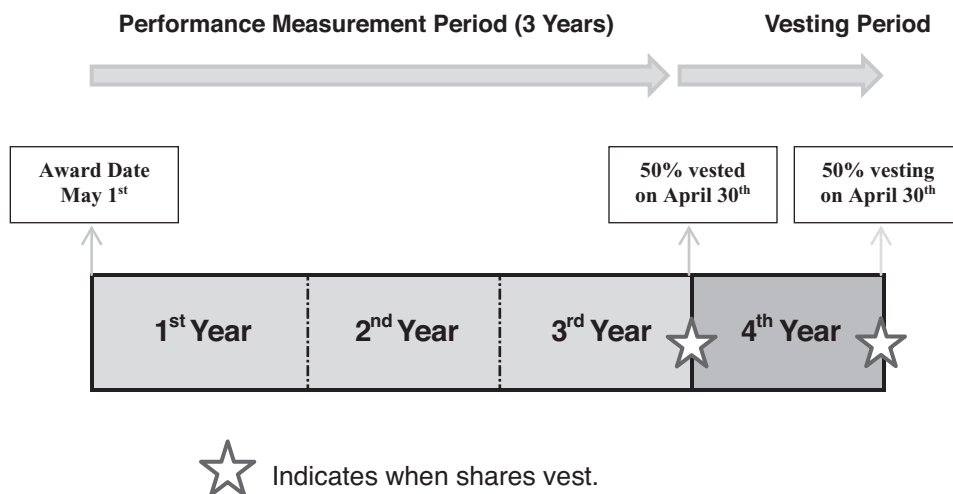 Performance Measurement Period (3 Years)
Vesting Period
Award Date
May 1st
50% vested
on April 30th
50% vesting
on April 30th
1st Year
2nd Year
3rd Year
4th Year
Indicates when shares vest.